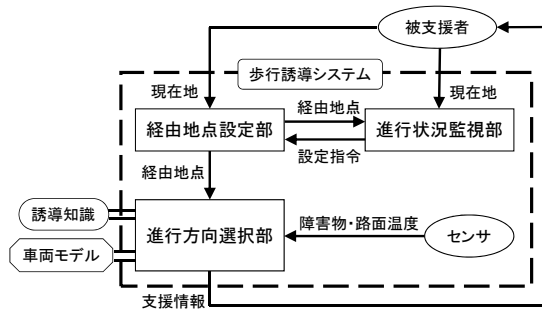 被支援者
歩行誘導システム
現在地
経由地点
現在地
経由地点設定部
進行状況監視部
設定指令
経由地点
誘導知識
障害物・路面温度
進行方向選択部
センサ
車両モデル
支援情報